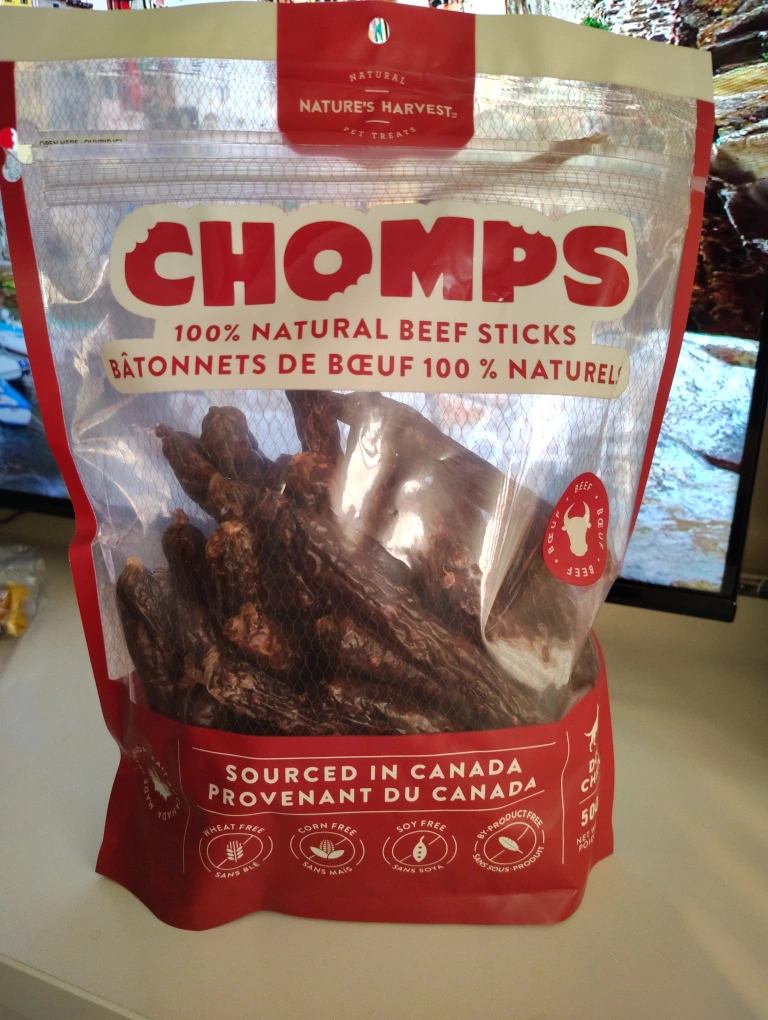 NATURAL
NATURE'S HARVEST
PET TREATS
CHOMPS
100% NATURAL BEEF STICKS
BÂTONNETS DE BŒUF 100 % NATURELS
BEEF • BŒUF • BEEF • BŒUF
SOURCED IN CANADA
PROVENANT DU CANADA
WHEAT FREE
SANS BLÉ
CORN FREE
SANS MAÏS
SOY FREE
SANS SOYA
BY-PRODUCT FREE
SANS SOUS-PRODUIT